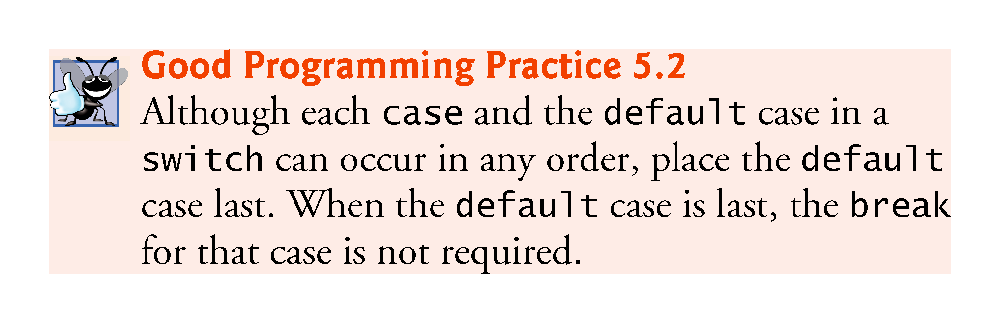 Good Programming Practice 5.2
Although each case and the default case in a
switch can occur in any order, place the default
case last. When the default case is last, the break
for that case is not required.